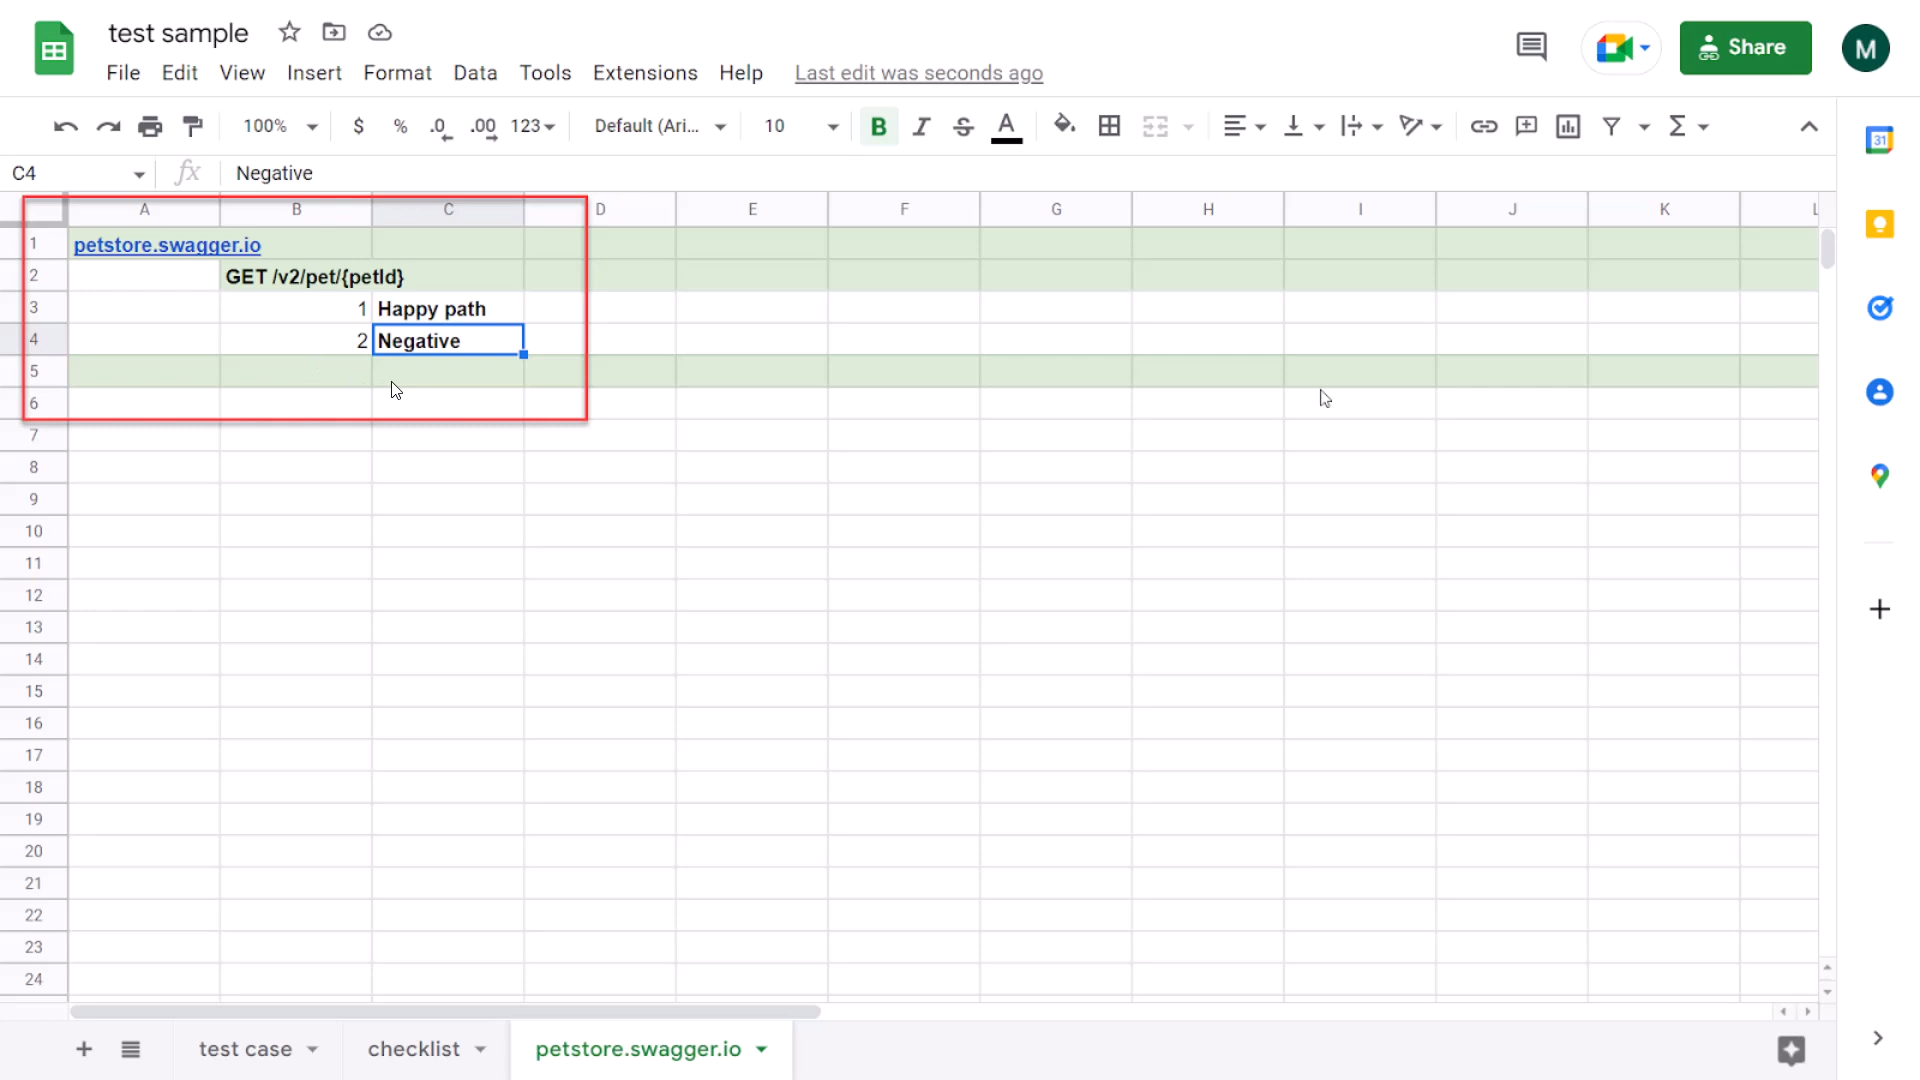 test sample
File Edit View Insert Format Data Tools Extensions Help Last edit was seconds ago
Share
M
100% $ % .0 .00 123 Default (Ari... 10 B I S A Σ
31
C4 fx Negative
A B C D E F G H I J K L
1 petstore.swagger.io
2 GET /v2/pet/{petId}
3 1 Happy path
4 2 Negative
5
6
7
8
9
10
11
12
13
14
15
16
17
18
19
20
21
22
23
24
test case checklist petstore.swagger.io